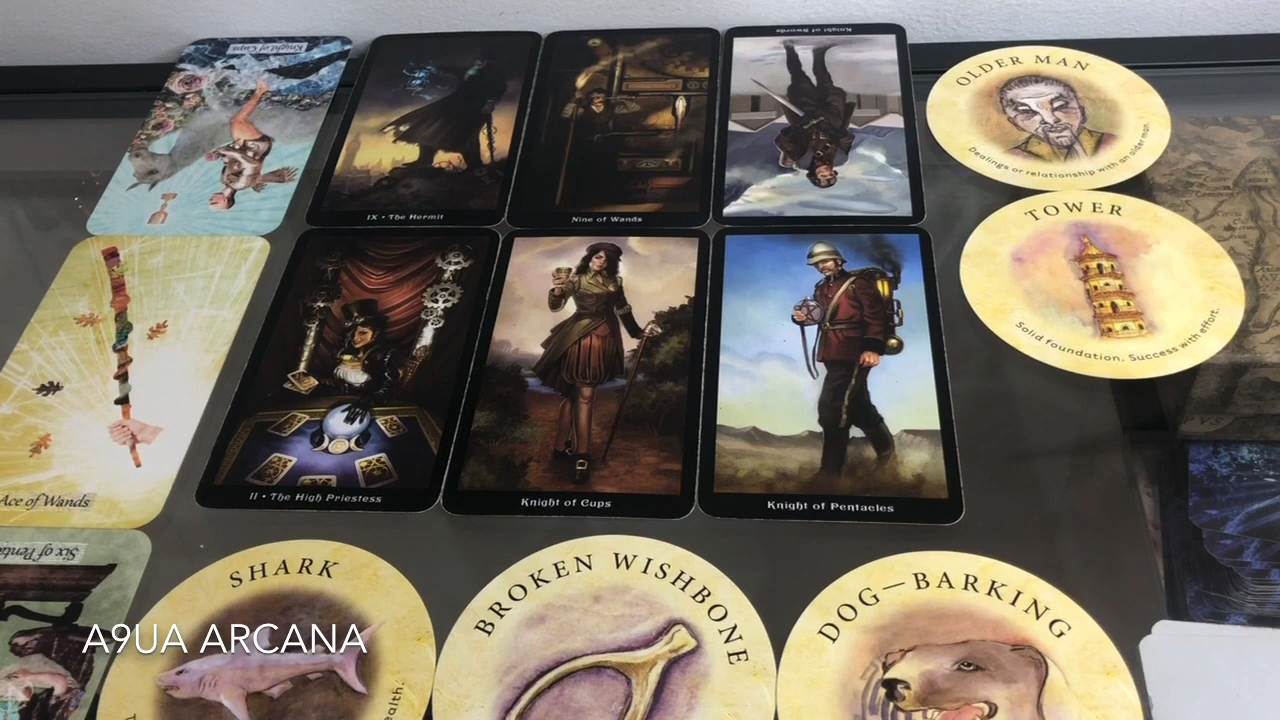 Knight of Cups
IX • The Hermit
Nine of Wands
Knight of Swords
OLDER MAN
Dealings or relationship with an older man.
TOWER
Solid foundation. Success with effort.
Ace of Wands
II • The High Priestess
Knight of Cups
Knight of Pentacles
Six of
SHARK
BROKEN WISHBONE
DOG—BARKING
A9UA ARCANA